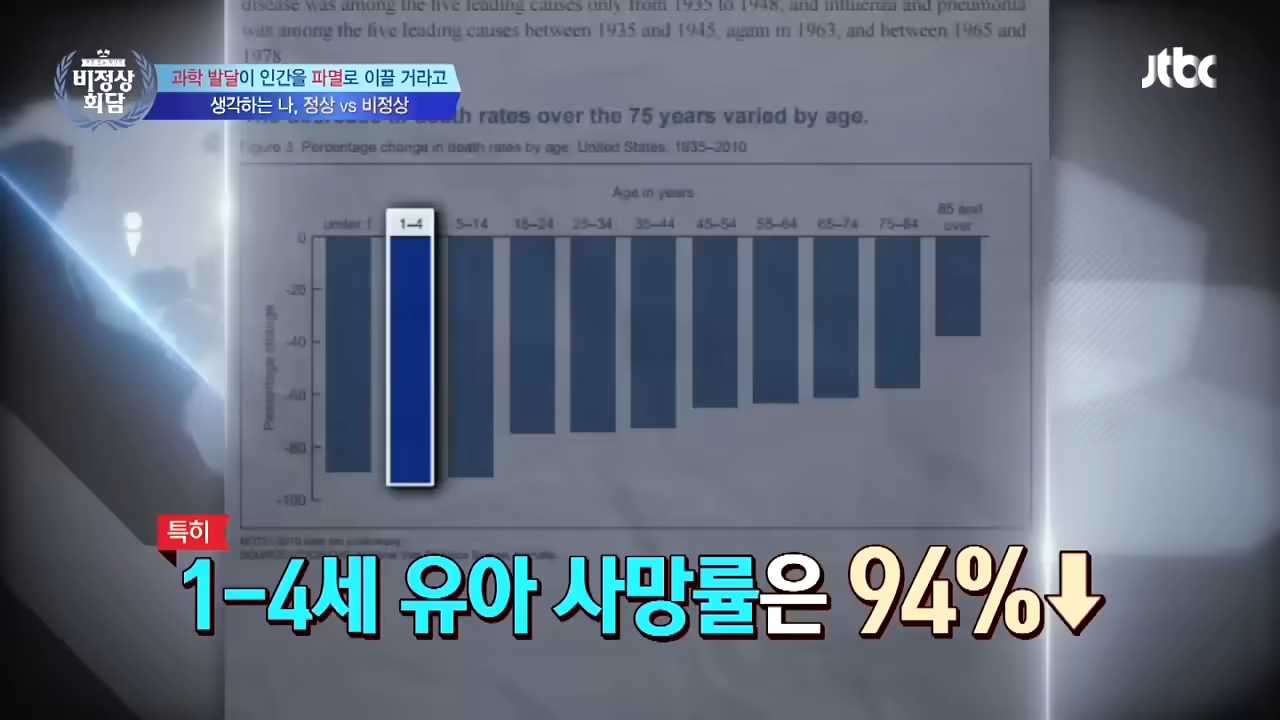 disease was among the five leading causes only from 1935 to 1948, and influenza and pneumonia
was among the five leading causes between 1935 and 1945, again in 1963, and between 1965 and
1978
비정상
회담
과학 발달이 인간을 파멸로 이끌 거라고
생각하는 나, 정상 vs 비정상
jtbc
death rates over the 75 years varied by age.
Figure 3. Percentage change in death rates by age: United States, 1935–2010
Age in years
under 1 1–4 5–14 15–24 25–34 35–44 45–54 55–64 65–74 75–84 85 and over
Percentage change
0
-20
-40
-60
-80
-100
특히
1-4세 유아 사망률은 94%↓